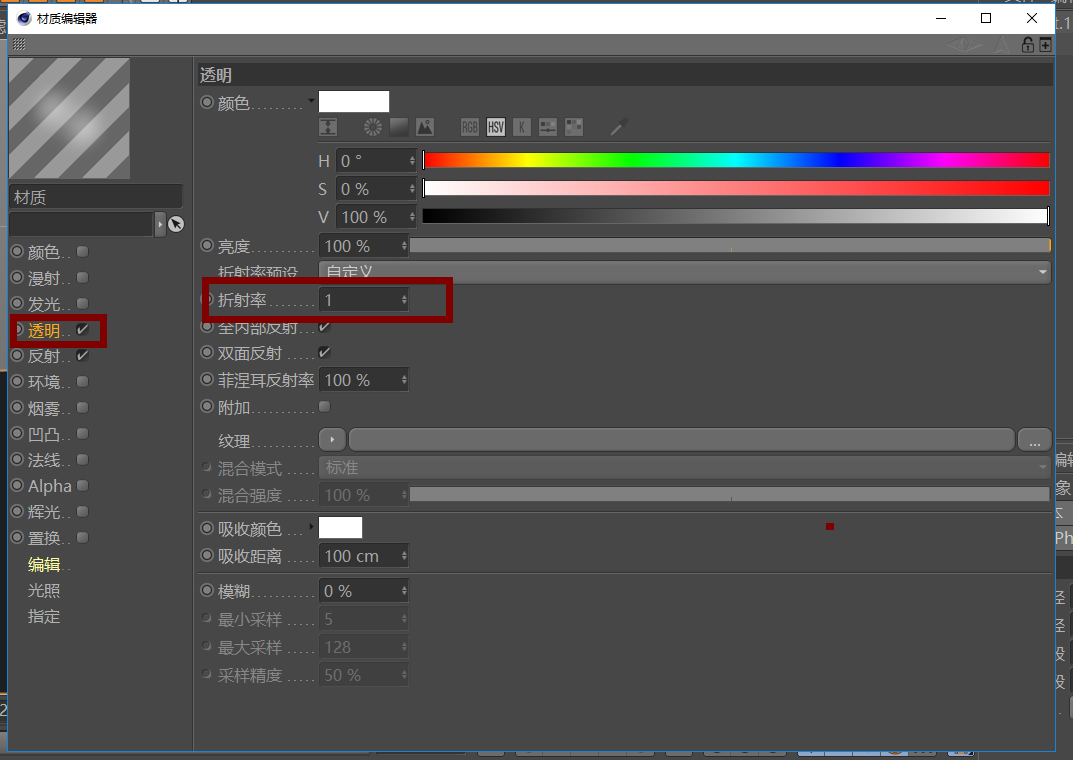 材质编辑器
透明
颜色
RGB HSV K
H 0 °
S 0 %
V 100 %
材质
亮度 100 %
折射率预设 自定义
折射率 1
全内部反射
双面反射
菲涅耳反射率 100 %
附加
纹理 ...
混合模式 标准
混合强度 100 %
吸收颜色
吸收距离 100 cm
模糊 0 %
最小采样 5
最大采样 128
采样精度 50 %
颜色
漫射
发光
透明
反射
环境
烟雾
凹凸
法线
Alpha
辉光
置换
编辑
光照
指定